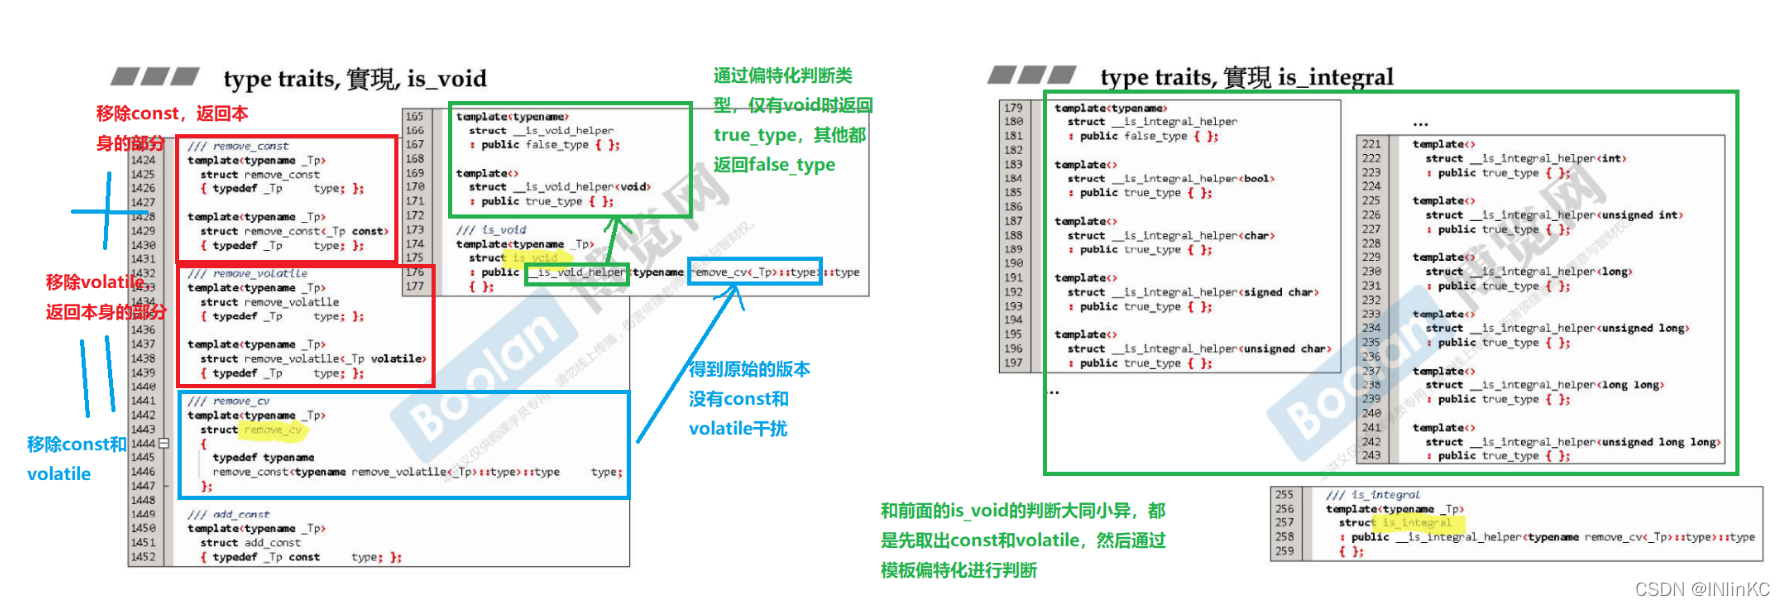 type traits, 實現, is_void
移除const，返回本
身的部分
1424
1425
1426
1427
1428
1429
1430
1431
1432
1433
1434
1435
1436
1437
1438
1439
1440
1441
1442
1443
1444
1445
1446
1447
1448
1449
1450
1451
1452
/// remove_const
template<typename _Tp>
struct remove_const
{ typedef _Tp type; };
template<typename _Tp>
struct remove_const<_Tp const>
{ typedef _Tp type; };
移除volatile，
返回本身的部分
/// remove_volatile
template<typename _Tp>
struct remove_volatile
{ typedef _Tp type; };
template<typename _Tp>
struct remove_volatile<_Tp volatile>
{ typedef _Tp type; };
移除const和
volatile
/// remove_cv
template<typename _Tp>
struct remove_cv
{
typedef typename
remove_const<typename remove_volatile<_Tp>::type>::type type;
};
/// add_const
template<typename _Tp>
struct add_const
{ typedef _Tp const type; };
165 template<typename>
166 struct __is_void_helper
167 : public false_type { };
168
169 template<>
170 struct __is_void_helper<void>
171 : public true_type { };
172
173 /// is_void
174 template<typename _Tp>
175 struct is_void
176 : public __is_void_helper<typename remove_cv<_Tp>::type>::type
177 { };
通过偏特化判断类
型，仅有void时返回
true_type，其他都
返回false_type
得到原始的版本
没有const和
volatile干扰
Boolan
博览网
type traits, 實現 is_integral
179 template<typename>
180 struct __is_integral_helper
181 : public false_type { };
182
183 template<>
184 struct __is_integral_helper<bool>
185 : public true_type { };
186
187 template<>
188 struct __is_integral_helper<char>
189 : public true_type { };
190
191 template<>
192 struct __is_integral_helper<signed char>
193 : public true_type { };
194
195 template<>
196 struct __is_integral_helper<unsigned char>
197 : public true_type { };
...
...
221 template<>
222 struct __is_integral_helper<int>
223 : public true_type { };
224
225 template<>
226 struct __is_integral_helper<unsigned int>
227 : public true_type { };
228
229 template<>
230 struct __is_integral_helper<long>
231 : public true_type { };
232
233 template<>
234 struct __is_integral_helper<unsigned long>
235 : public true_type { };
236
237 template<>
238 struct __is_integral_helper<long long>
239 : public true_type { };
240
241 template<>
242 struct __is_integral_helper<unsigned long long>
243 : public true_type { };
Boolan
博览网
和前面的is_void的判断大同小异，都
是先取出const和volatile，然后通过
模板偏特化进行判断
255 /// is_integral
256 template<typename _Tp>
257 struct is_integral
258 : public __is_integral_helper<typename remove_cv<_Tp>::type>::type
259 { };
CSDN @INlinKC